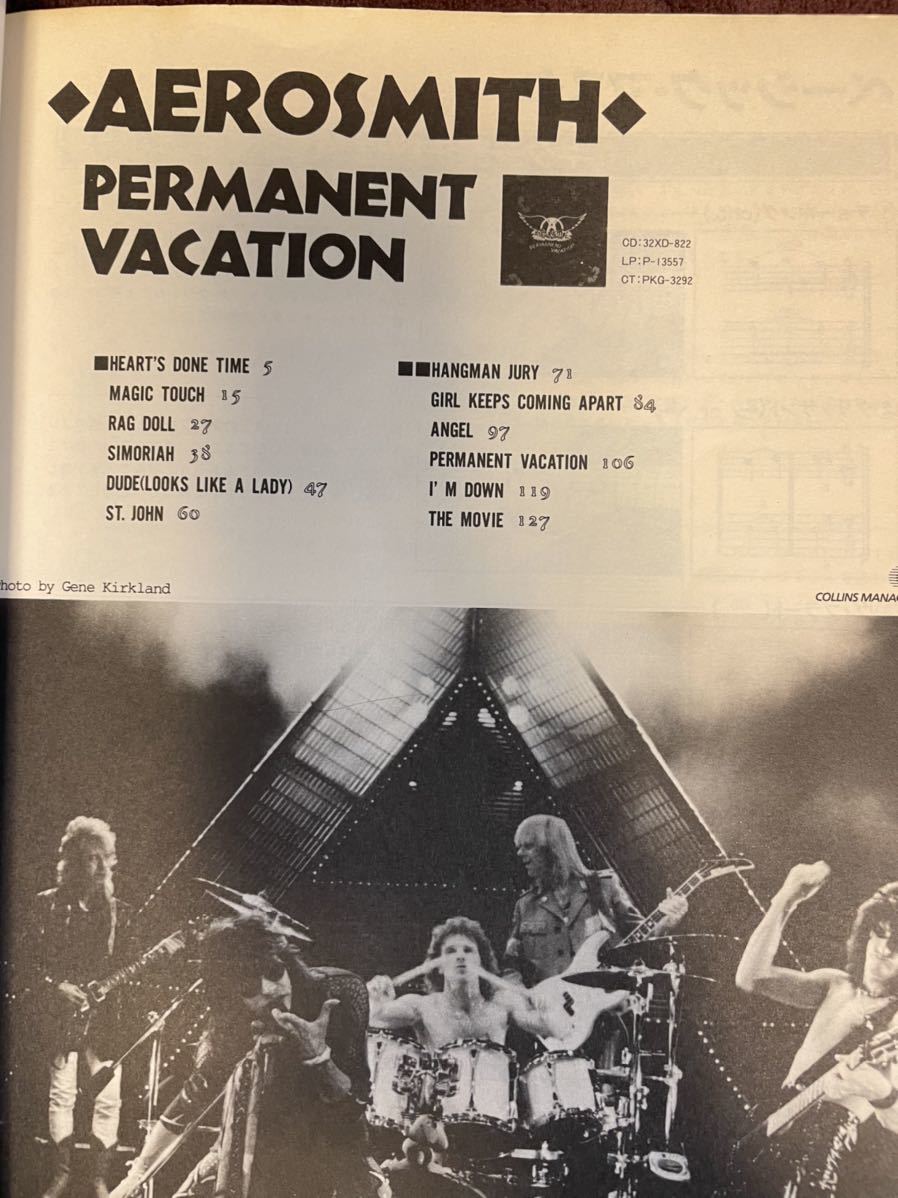 ◆AEROSMITH◆
PERMANENT
VACATION
PERMANENT
VACATION
CD:32XD-822
LP:P-13557
CT:PKG-3292
■HEART'S DONE TIME 5
MAGIC TOUCH 15
RAG DOLL 27
SIMORIAH 38
DUDE(LOOKS LIKE A LADY) 47
ST. JOHN 60
■■HANGMAN JURY 71
GIRL KEEPS COMING APART 84
ANGEL 97
PERMANENT VACATION 106
I' M DOWN 119
THE MOVIE 127
hoto by Gene Kirkland
COLLINS MANA